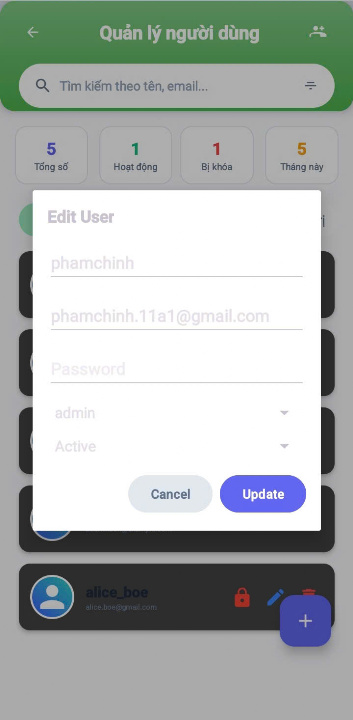 Quản lý người dùng
Tìm kiếm theo tên, email...
5 1 1 5
Tổng số Hoạt động Bị khóa Tháng này
Edit User
phamchinh
phamchinh.11a1@gmail.com
Password
admin
Active
Cancel Update
alice_boe
alice.boe@gmail.com
+